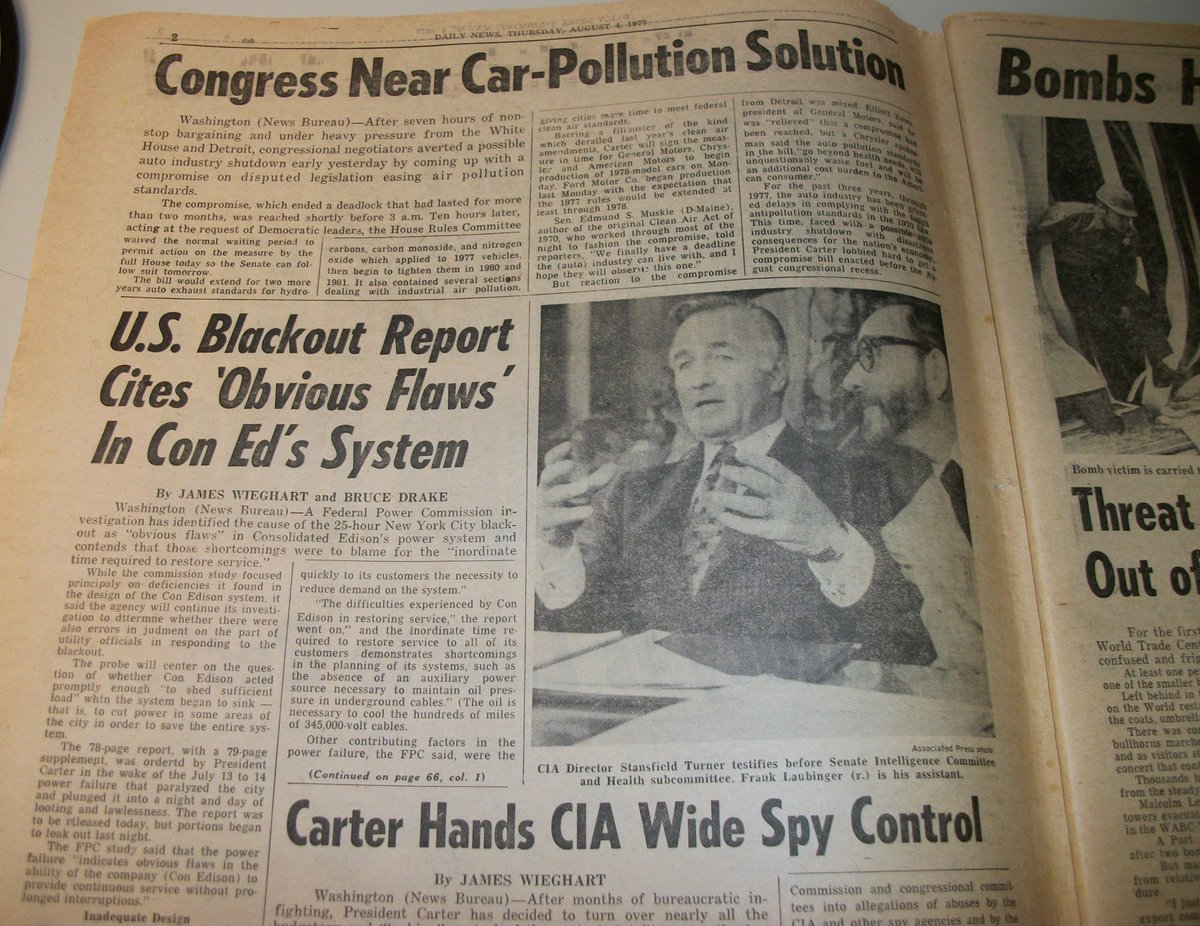 2
DAILY NEWS, THURSDAY, AUGUST 4, 1977
Congress Near Car-Pollution Solution
Washington (News Bureau)—After seven hours of non-
stop bargaining and under heavy pressure from the White
House and Detroit, congressional negotiators averted a possible
auto industry shutdown early yesterday by coming up with a
compromise on disputed legislation easing air pollution
standards.
The compromise, which ended a deadlock that had lasted for more
than two months, was reached shortly before 3 a.m. Ten hours later,
acting at the request of Democratic leaders, the House Rules Committee
waived the normal waiting period to
permit action on the measure by the
full House today so the Senate can fol-
low suit tomorrow.
The bill would extend for two more
years auto exhaust standards for hydro-
carbons, carbon monoxide, and nitrogen
oxide which applied to 1977 vehicles,
then begin to tighten them in 1980 and
1981. It also contained several sections
dealing with industrial air pollution,
giving cities more time to meet federal
clean air standards.
Barring a filibuster of the kind
which derailed last year's clean air
amendments, Carter will sign the meas-
ure in time for General Motors, Chrys-
ler and American Motors to begin
production of 1978-model cars on Mon-
day. Ford Motor Co. began production
last Monday with the expectation that
the 1977 rules would be extended at
least through 1978.
Sen. Edmund S. Muskie (D-Maine),
author of the original Clean Air Act of
1970, who worked through most of the
night to fashion the compromise, told
reporters, "We finally have a deadline
the (auto) industry can live with, and I
hope they will observe this one."
But reaction to the compromise
from Detroit was mixed. Elliott Estes,
president of General Motors, said he
was "relieved" that a compromise had
been reached, but a Chrysler spokes-
man said the auto pollution standards
in the bill "go beyond health needs, will
unquestionably waste fuel and will be
an additional cost burden to the Ameri-
can consumer."
For the past three years, through
1977, the auto industry has been
ed delays in complying with the
antipollution standards in the 1970 law.
This time, faced with a possible auto
industry shutdown with disastrous
consequences for the nation's economy,
President Carter lobbied hard to get a
compromise bill enacted before the Au-
gust congressional recess.
U.S. Blackout Report
Cites 'Obvious Flaws'
In Con Ed's System
By JAMES WIEGHART and BRUCE DRAKE
Washington (News Bureau)—A Federal Power Commission in-
vestigation has identified the cause of the 25-hour New York City black-
out as "obvious flaws" in Consolidated Edison's power system and
contends that those shortcomings were to blame for the "inordinate
time required to restore service."
While the commission study focused
principaly on deficiencies it found in
the design of the Con Edison system, it
said the agency will continue its investi-
gation to dttermne whether there were
also errors in judgment on the part of
utility officials in responding to the
blackout.
The probe will center on the ques-
tion of whether Con Edison acted
promptly enough "to shed sufficient
load" whtn the system began to sink —
that is, to cut power in some areas of
the city in order to save the entire sys-
tem.
The 78-page report, with a 79-page
supplement, was ordertd by President
Carter in the wake of the July 13 to 14
power failure that paralyzed the city
and plunged it into a night and day of
looting and lawlessness. The report was
to be rtleased today, but portions began
to leak out last night.
The FPC study said that the power
failure "indicates obvious flaws in the
ability of the company (Con Edison) to
provide continuous service without pro-
longed interruptions."
Inadequate Design
quickly to its customers the necessity to
reduce demand on the system."
"The difficulties experienced by Con
Edison in restoring service," the report
went on," and the inordinate time re-
quired to restore service to all of its
customers demonstrates shortcomings
in the planning of its systems, such as
the absence of an auxiliary power
source necessary to maintain oil pres-
sure in underground cables." (The oil is
necessary to cool the hundreds of miles
of 345,000-volt cables.
Other contributing factors in the
power failure, the FPC said, were the
(Continued on page 66, col. 1)
Associated Press photo
CIA Director Stansfield Turner testifies before Senate Intelligence Committee
and Health subcommittee. Frank Laubinger (r.) is his assistant.
Carter Hands CIA Wide Spy Control
By JAMES WIEGHART
Washington (News Bureau)—After months of bureaucratic in-
fighting, President Carter has decided to turn over nearly all the
Commission and congressional commit-
tees into allegations of abuses by the
CIA and other spy agencies and by the
Bombs
Bomb victim is carried
Threat
Out of
For the first
World Trade Cen
confused and frig
At least one pe
one of the smaller b
Left behind in
on the World rest
the coats, umbrel
There was con
bullhorns marche
and as visitors st
concert that cont
Thousands
from the steady
Malcolm Le
towers evacuat
in the WABC
A Port
after two bom
But ma
from relative
dure.
"I just
export com